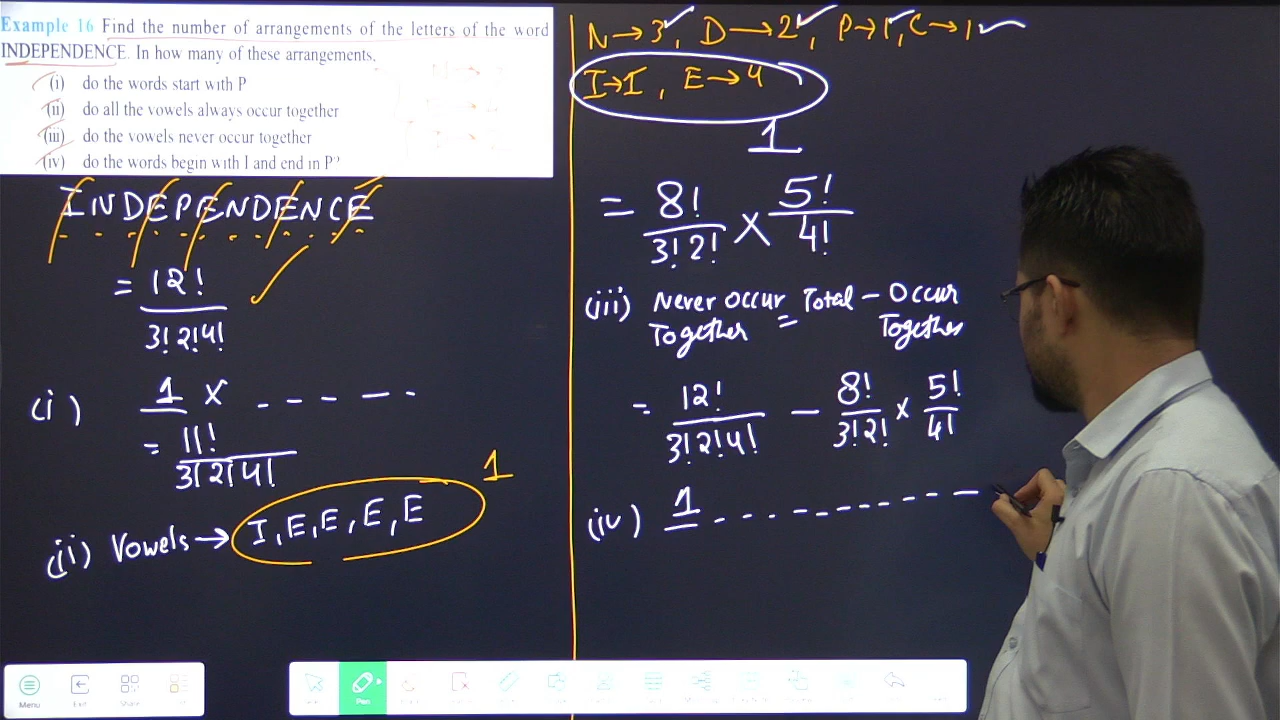 Example 16 Find the number of arrangements of the letters of the word
INDEPENDENCE. In how many of these arrangements,
(i) do the words start with P
(ii) do all the vowels always occur together
(iii) do the vowels never occur together
(iv) do the words begin with I and end in P?
INDEPENDENCE
= 12! / 3!2!4!
(i) 1 × _ _ _ _ _ _
= 11! / 3!2!4!
(ii) Vowels → I, E, E, E, E 1
N → 3, D → 2, P → 1, C → 1
I → I, E → 4
1
= 8! / 3!2! × 5! / 4!
(iii) Never Occur Together = Total - Occur Together
= 12! / 3!2!4! - 8! / 3!2! × 5! / 4!
(iv) 1 _ _ _ _ _ _ _ _ _ _
Menu
Pen